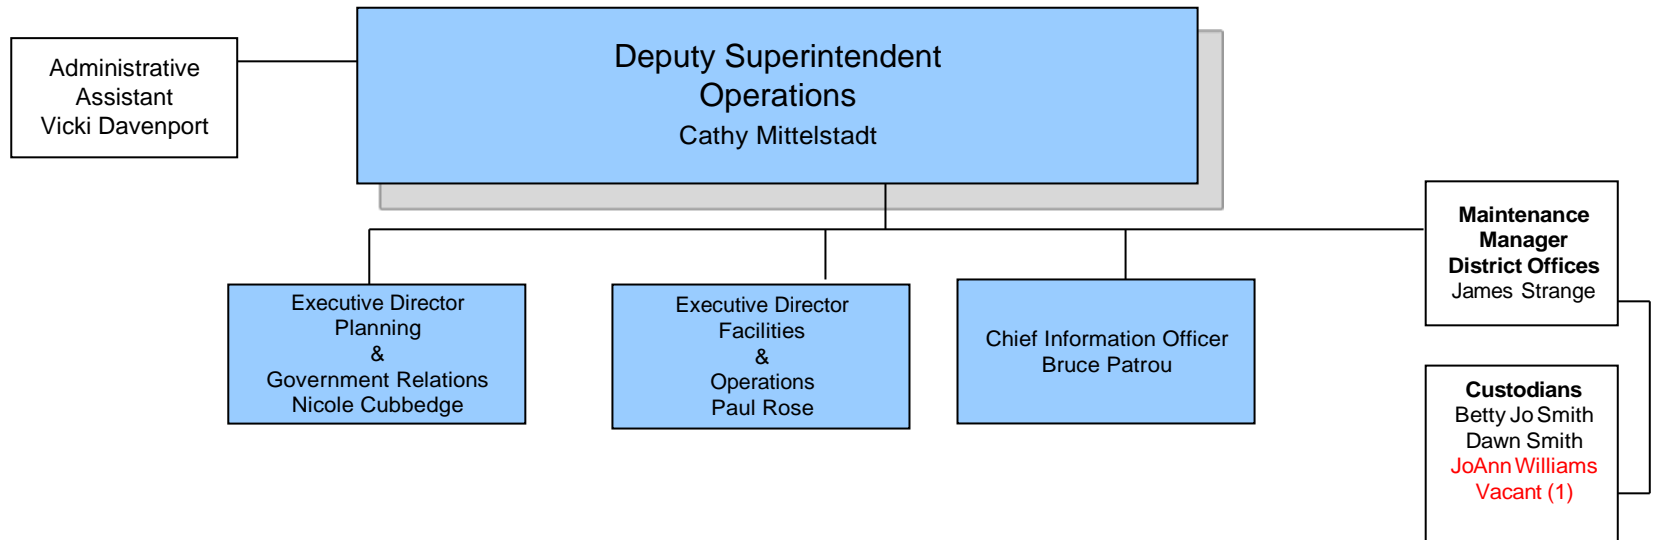 Administrative
Assistant
Vicki Davenport
Deputy Superintendent
Operations
Cathy Mittelstadt
Maintenance
Manager
District Offices
James Strange
Executive Director
Planning
&
Government Relations
Nicole Cubbedge
Executive Director
Facilities
&
Operations
Paul Rose
Chief Information Officer
Bruce Patrou
Custodians
Betty Jo Smith
Dawn Smith
JoAnn Williams
Vacant (1)